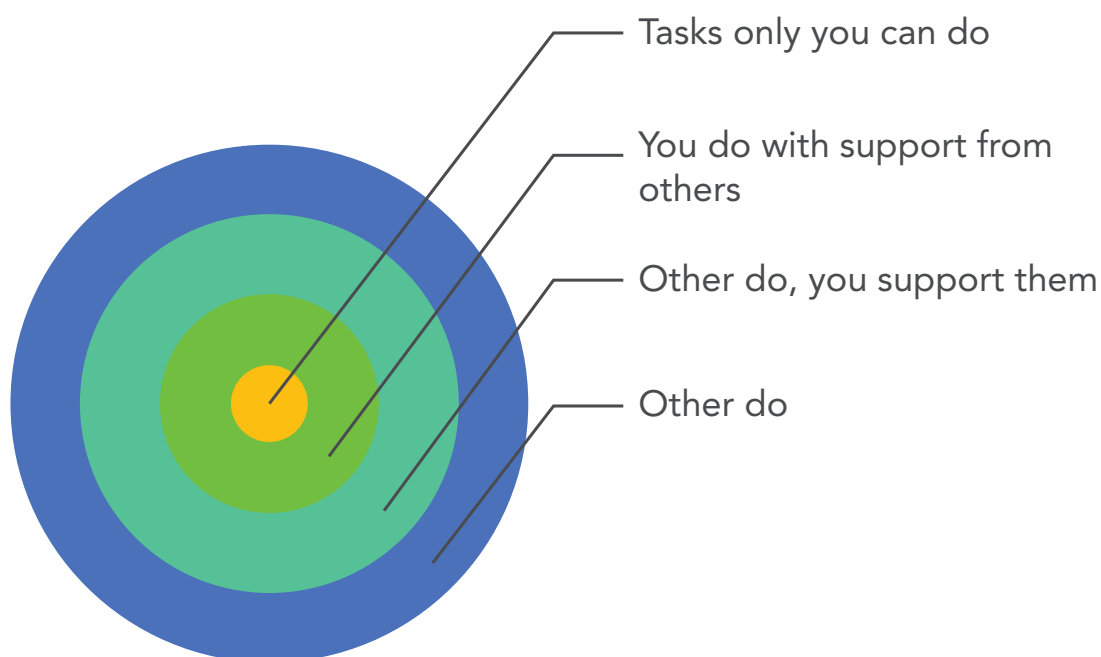 Tasks only you can do
You do with support from
others
Other do, you support them
Other do